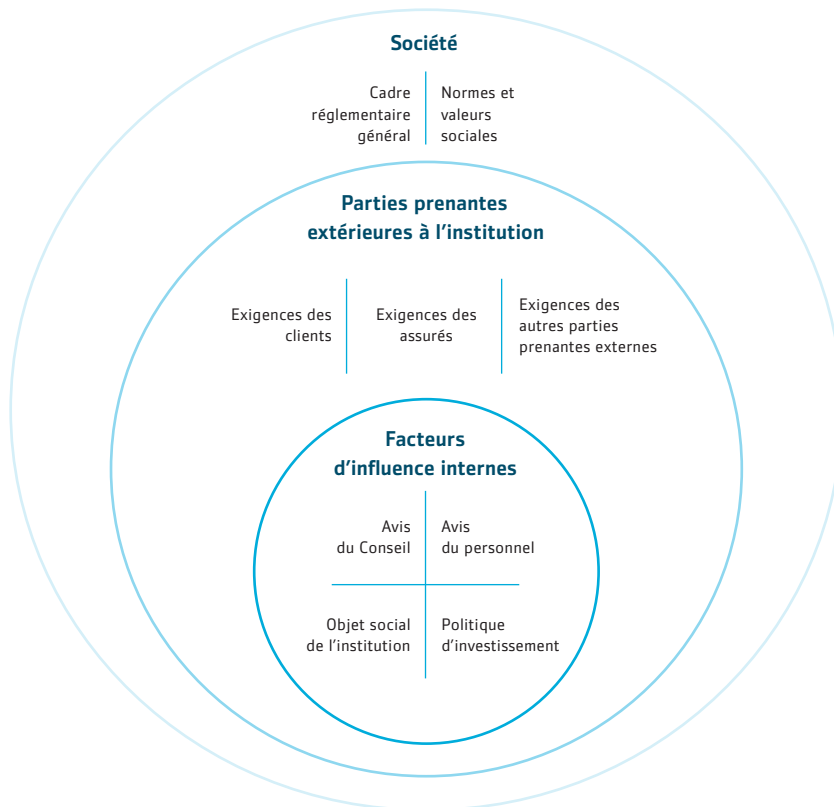 Société
Cadre
réglementaire
général
Normes et
valeurs
sociales
Parties prenantes
extérieures à l’institution
Exigences des
clients
Exigences des
assurés
Exigences des
autres parties
prenantes externes
Facteurs
d’influence internes
Avis
du Conseil
Avis
du personnel
Objet social
de l’institution
Politique
d’investissement